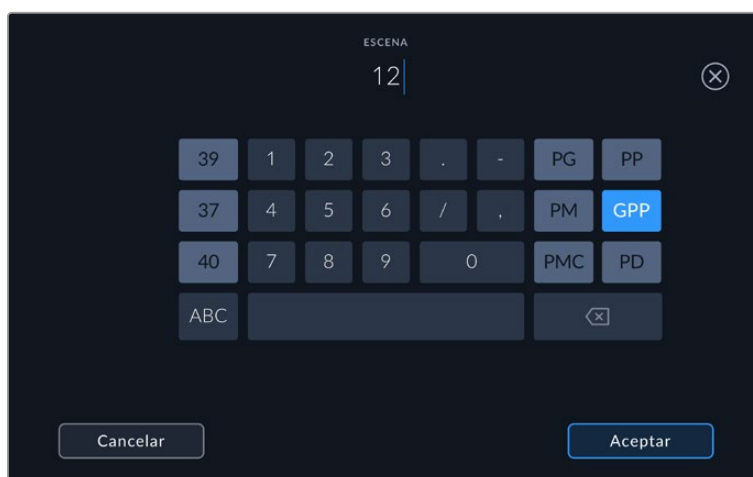 ESCENA
12
39 1 2 3 . - PG PP
37 4 5 6 / , PM GPP
40 7 8 9 0 PMC PD
ABC
Cancelar Aceptar